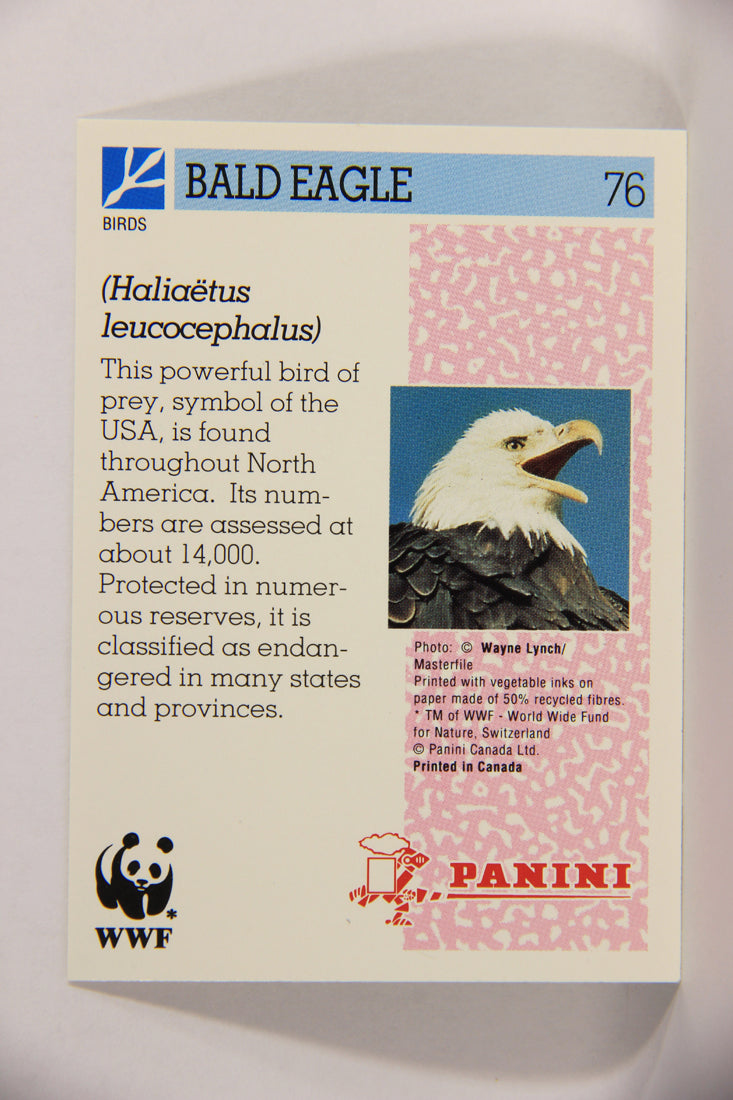 BALD EAGLE 76
BIRDS
(Haliaëtus
leucocephalus)
This powerful bird of
prey, symbol of the
USA, is found
throughout North
America. Its num-
bers are assessed at
about 14,000.
Protected in numer-
ous reserves, it is
classified as endan-
gered in many states
and provinces.
Photo: © Wayne Lynch/
Masterfile
Printed with vegetable inks on
paper made of 50% recycled fibres.
* TM of WWF - World Wide Fund
for Nature, Switzerland
© Panini Canada Ltd.
Printed in Canada
*
WWF
PANINI